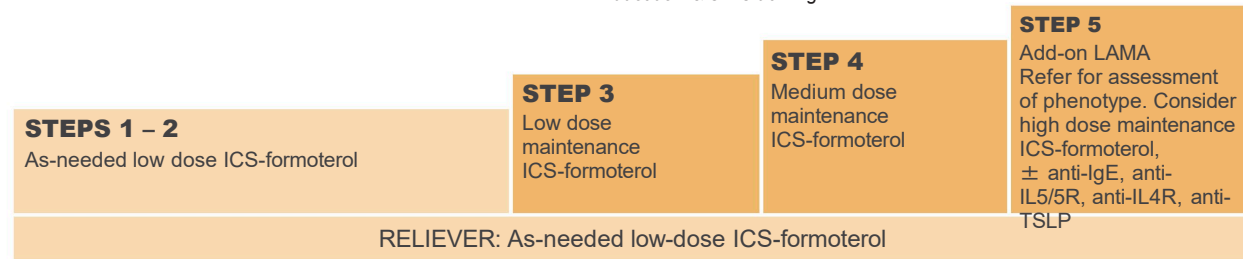 STEPS 1 – 2
As-needed low dose ICS-formoterol
STEP 3
Low dose
maintenance
ICS-formoterol
STEP 4
Medium dose
maintenance
ICS-formoterol
STEP 5
Add-on LAMA
Refer for assessment
of phenotype. Consider
high dose maintenance
ICS-formoterol,
± anti-IgE, anti-
IL5/5R, anti-IL4R, anti-
TSLP
RELIEVER: As-needed low-dose ICS-formoterol